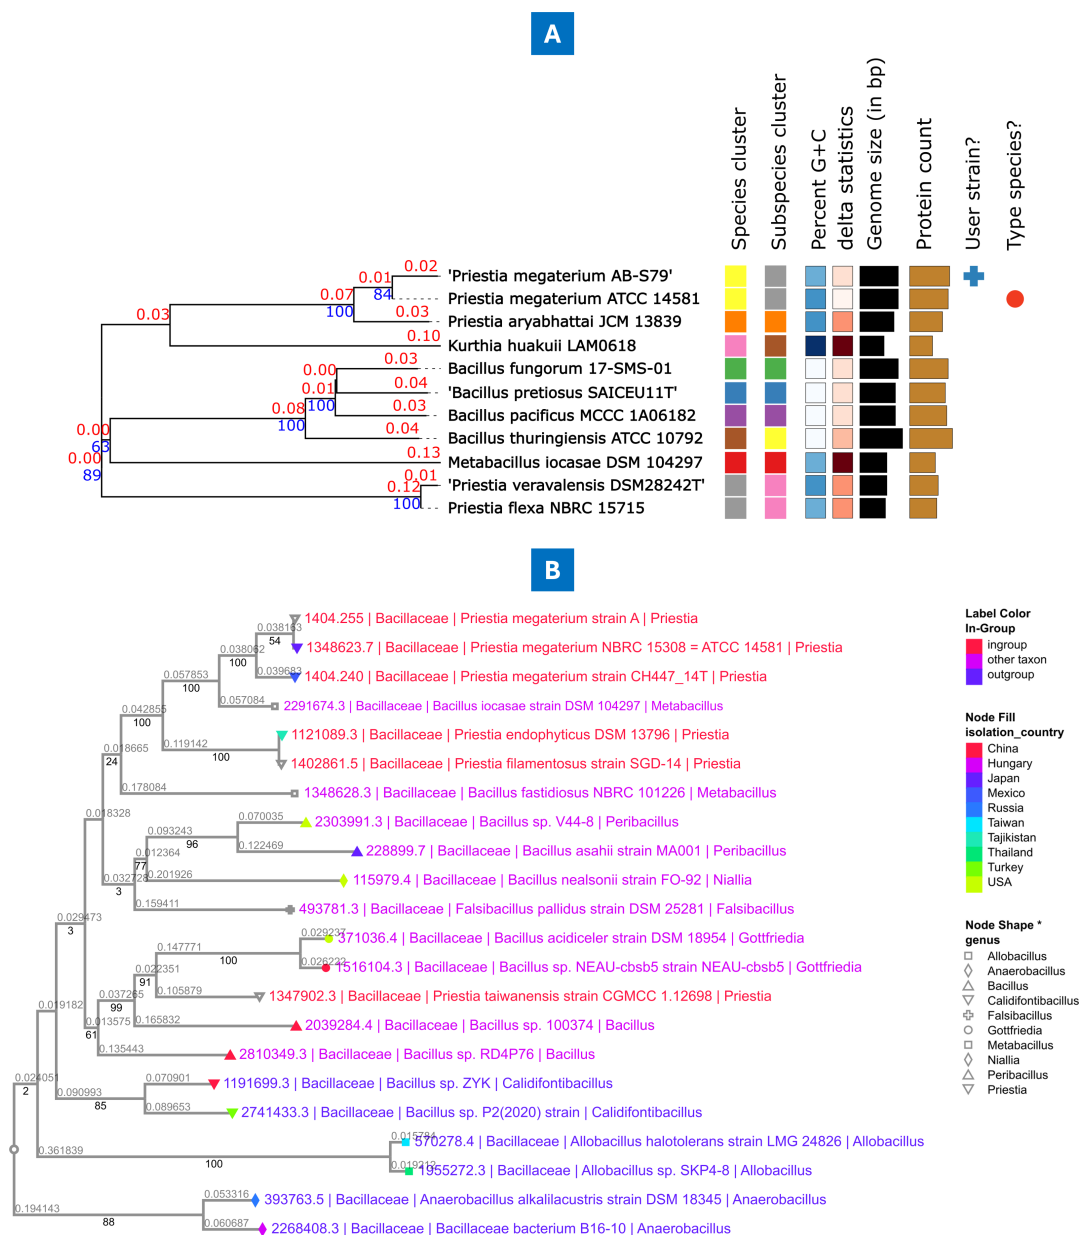 A
Species cluster
Subspecies cluster
Percent G+C
delta statistics
Genome size (in bp)
Protein count
User strain?
Type species?
0.02
0.01
'Priestia megaterium AB-S79'
0.07
84
Priestia megaterium ATCC 14581
0.03
100
0.03
Priestia aryabhattai JCM 13839
0.10
Kurthia huakuii LAM0618
0.03
0.00
Bacillus fungorum 17-SMS-01
0.01
0.04
'Bacillus pretiosus SAICEU11T'
0.08
100
0.03
Bacillus pacificus MCCC 1A06182
100
0.00
0.04
Bacillus thuringiensis ATCC 10792
63
0.00
0.13
Metabacillus iocasae DSM 104297
89
0.01
0.12
'Priestia veravalensis DSM28242T'
100
Priestia flexa NBRC 15715
B
1404.255 | Bacillaceae | Priestia megaterium strain A | Priestia
0.038163
54
1348623.7 | Bacillaceae | Priestia megaterium NBRC 15308 = ATCC 14581 | Priestia
0.038062
100
0.039683
1404.240 | Bacillaceae | Priestia megaterium strain CH447_14T | Priestia
0.057853
100
0.057084
2291674.3 | Bacillaceae | Bacillus iocasae strain DSM 104297 | Metabacillus
0.042855
100
1121089.3 | Bacillaceae | Priestia endophyticus DSM 13796 | Priestia
0.119142
100
1402861.5 | Bacillaceae | Priestia filamentosus strain SGD-14 | Priestia
0.018665
24
0.178084
1348628.3 | Bacillaceae | Bacillus fastidiosus NBRC 101226 | Metabacillus
0.018328
0.070035
2303991.3 | Bacillaceae | Bacillus sp. V44-8 | Peribacillus
0.093243
96
0.122469
228899.7 | Bacillaceae | Bacillus asahii strain MA001 | Peribacillus
0.012364
77
0.201926
115979.4 | Bacillaceae | Bacillus nealsonii strain FO-92 | Niallia
3
0.159411
493781.3 | Bacillaceae | Falsibacillus pallidus strain DSM 25281 | Falsibacillus
0.029473
3
371036.4 | Bacillaceae | Bacillus acidiceler strain DSM 18954 | Gottfriedia
0.147771
100
1516104.3 | Bacillaceae | Bacillus sp. NEAU-cbsb5 strain NEAU-cbsb5 | Gottfriedia
0.022351
91
0.105879
1347902.3 | Bacillaceae | Priestia taiwanensis strain CGMCC 1.12698 | Priestia
0.037265
99
0.165832
2039284.4 | Bacillaceae | Bacillus sp. 100374 | Bacillus
0.019182
0.013575
61
0.135443
2810349.3 | Bacillaceae | Bacillus sp. RD4P76 | Bacillus
0.024051
2
0.070901
1191699.3 | Bacillaceae | Bacillus sp. ZYK | Calidifontibacillus
0.090993
85
0.089653
2741433.3 | Bacillaceae | Bacillus sp. P2(2020) strain | Calidifontibacillus
570278.4 | Bacillaceae | Allobacillus halotolerans strain LMG 24826 | Allobacillus
0.361839
100
1955272.3 | Bacillaceae | Allobacillus sp. SKP4-8 | Allobacillus
0.053316
393763.5 | Bacillaceae | Anaerobacillus alkalilacustris strain DSM 18345 | Anaerobacillus
0.194143
88
0.060687
2268408.3 | Bacillaceae | Bacillaceae bacterium B16-10 | Anaerobacillus
Label Color
In-Group
ingroup
other taxon
outgroup
Node Fill
isolation_country
China
Hungary
Japan
Mexico
Russia
Taiwan
Tajikistan
Thailand
Turkey
USA
Node Shape *
genus
Allobacillus
Anaerobacillus
Bacillus
Calidifontibacillus
Falsibacillus
Gottfriedia
Metabacillus
Niallia
Peribacillus
Priestia